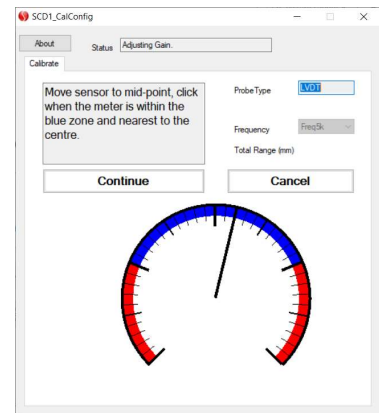 SCD1_CalConfig
About
Status
Adjusting Gain.
Calibrate
Move sensor to mid-point, click
when the meter is within the
blue zone and nearest to the
centre.
ProbeType
LVDT
Frequency
Freq5k
Total Range (mm)
Continue
Cancel